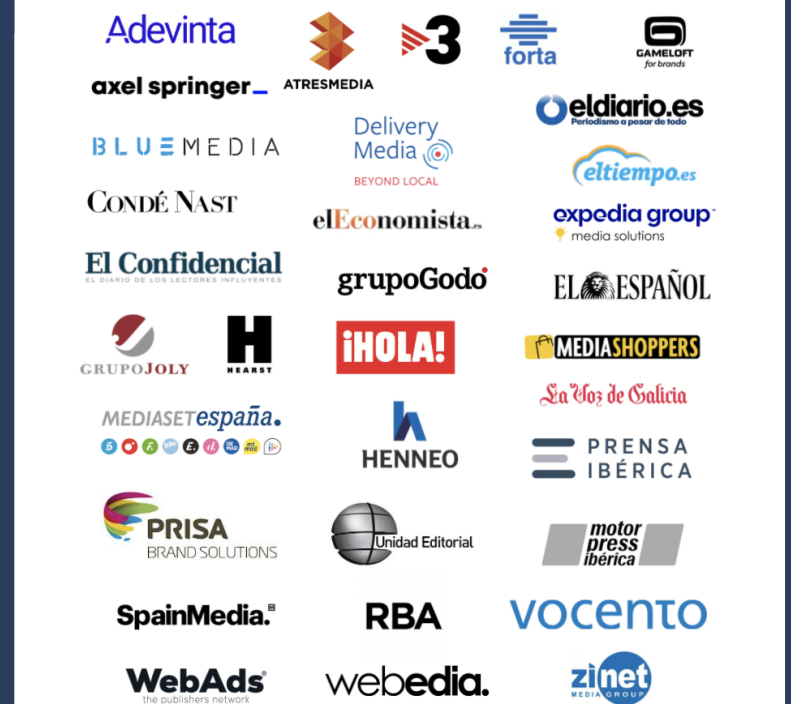 Adevinta
ATRESMEDIA
3
forta
GAMELOFT
for brands
axel springer_
eldiario.es
Periodismo a pesar de todo
BLUEMEDIA
Delivery
Media
BEYOND LOCAL
eltiempo.es
CONDÉ NAST
elEconomista.es
expedia group™
media solutions
El Confidencial
EL DIARIO DE LOS LECTORES INFLUYENTES
grupoGodó
EL ESPAÑOL
GRUPOJOLY
H
HEARST
¡HOLA!
MEDIASHOPPERS
La Voz de Galicia
MEDIASETespaña.
HENNEO
PRENSA
IBÉRICA
PRISA
BRAND SOLUTIONS
Unidad Editorial
motor
press
ibérica
SpainMedia.
RBA
vocento
WebAds
the publishers network
webedia.
zinet
MEDIA GROUP